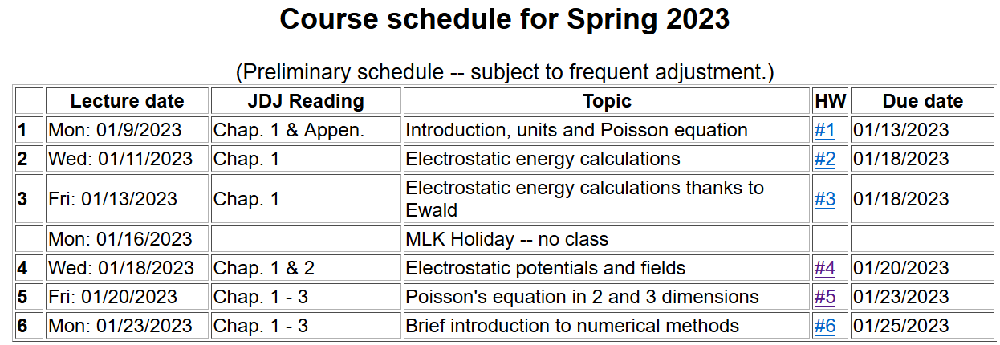 Course schedule for Spring 2023
(Preliminary schedule -- subject to frequent adjustment.)
Lecture date JDJ Reading Topic HW Due date
1 Mon: 01/9/2023 Chap. 1 & Appen. Introduction, units and Poisson equation #1 01/13/2023
2 Wed: 01/11/2023 Chap. 1 Electrostatic energy calculations #2 01/18/2023
3 Fri: 01/13/2023 Chap. 1 Electrostatic energy calculations thanks to
Ewald #3 01/18/2023
Mon: 01/16/2023 MLK Holiday -- no class
4 Wed: 01/18/2023 Chap. 1 & 2 Electrostatic potentials and fields #4 01/20/2023
5 Fri: 01/20/2023 Chap. 1 - 3 Poisson's equation in 2 and 3 dimensions #5 01/23/2023
6 Mon: 01/23/2023 Chap. 1 - 3 Brief introduction to numerical methods #6 01/25/2023